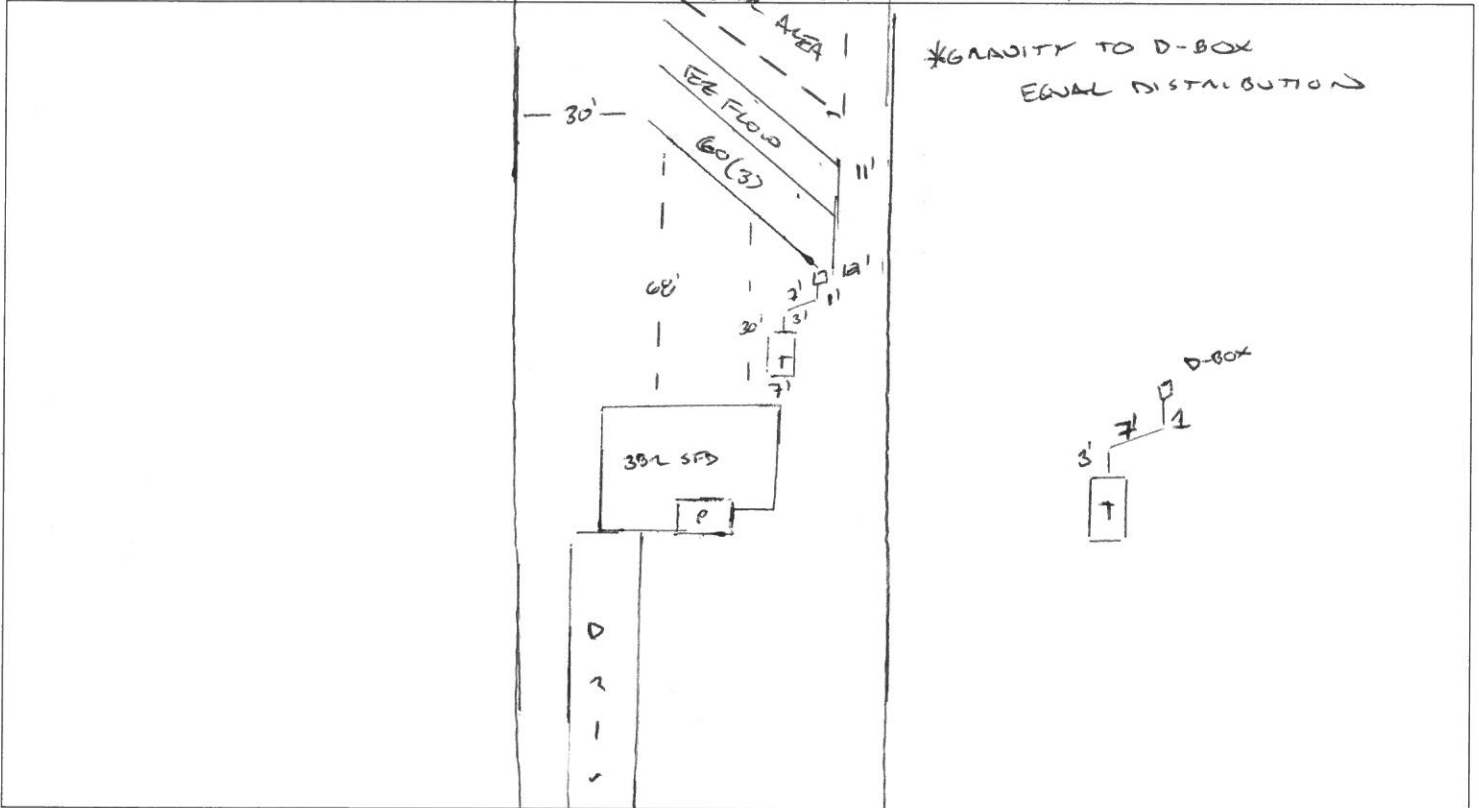 AREA
*GRAVITY TO D-BOX
EQUAL DISTRIBUTION
EZE FLOW
60(3)
30'
11'
68'
12'
7'
1'
3'
30'
T
7'
3BR SFD
P
D-BOX
7'
1
3'
T
D
R
I
V